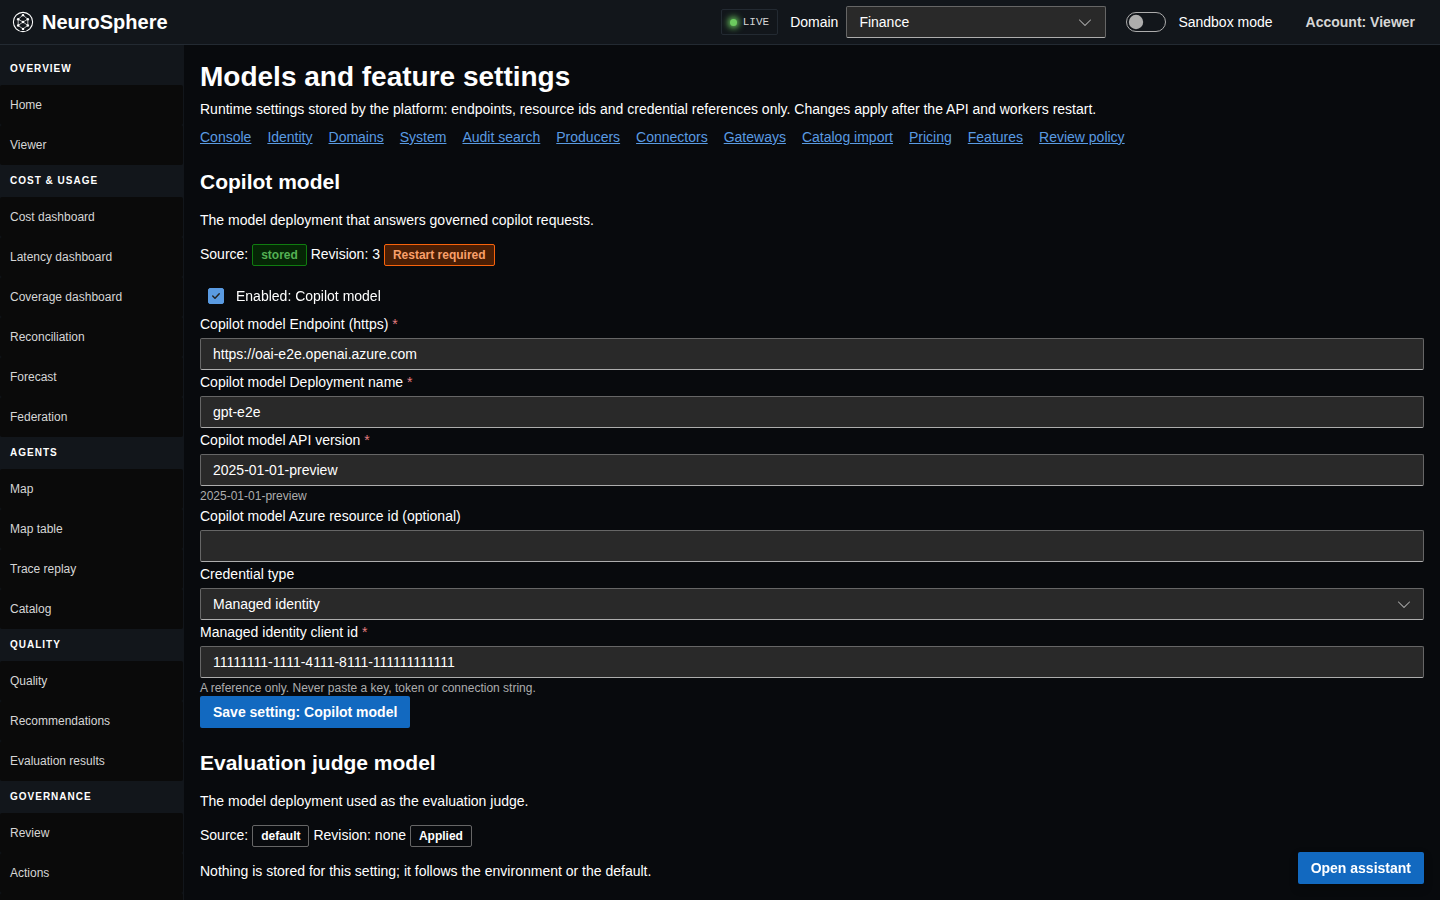 NeuroSphere
LIVE
Domain
Finance
Sandbox mode
Account: Viewer
OVERVIEW
Home
Viewer
COST & USAGE
Cost dashboard
Latency dashboard
Coverage dashboard
Reconciliation
Forecast
Federation
AGENTS
Map
Map table
Trace replay
Catalog
QUALITY
Quality
Recommendations
Evaluation results
GOVERNANCE
Review
Actions
Models and feature settings
Runtime settings stored by the platform: endpoints, resource ids and credential references only. Changes apply after the API and workers restart.
Console Identity Domains System Audit search Producers Connectors Gateways Catalog import Pricing Features Review policy
Copilot model
The model deployment that answers governed copilot requests.
Source: stored Revision: 3 Restart required
Enabled: Copilot model
Copilot model Endpoint (https) *
https://oai-e2e.openai.azure.com
Copilot model Deployment name *
gpt-e2e
Copilot model API version *
2025-01-01-preview
2025-01-01-preview
Copilot model Azure resource id (optional)
Credential type
Managed identity
Managed identity client id *
11111111-1111-4111-8111-111111111111
A reference only. Never paste a key, token or connection string.
Save setting: Copilot model
Evaluation judge model
The model deployment used as the evaluation judge.
Source: default Revision: none Applied
Nothing is stored for this setting; it follows the environment or the default.
Open assistant